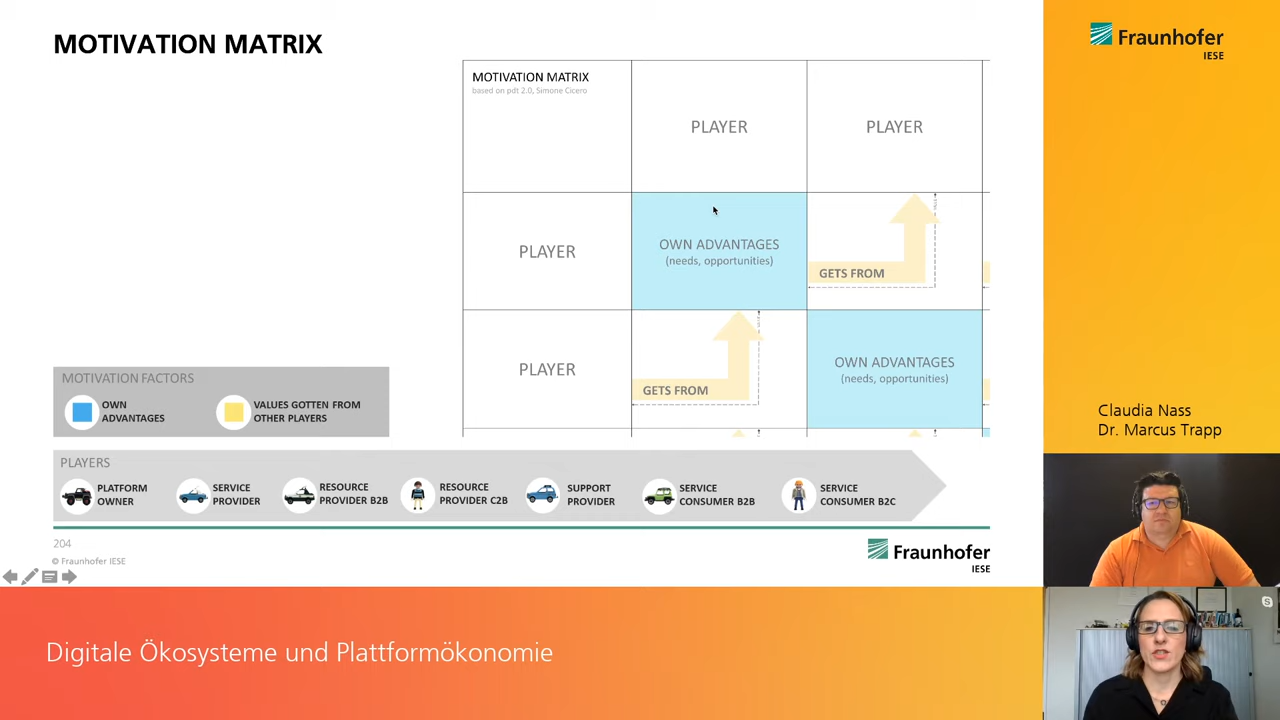 MOTIVATION MATRIX
MOTIVATION MATRIX
based on pdt 2.0, Simone Cicero
PLAYER
PLAYER
PLAYER
OWN ADVANTAGES
(needs, opportunities)
GETS FROM
PLAYER
GETS FROM
OWN ADVANTAGES
(needs, opportunities)
MOTIVATION FACTORS
OWN
ADVANTAGES
VALUES GOTTEN FROM
OTHER PLAYERS
PLAYERS
PLATFORM
OWNER
SERVICE
PROVIDER
RESOURCE
PROVIDER B2B
RESOURCE
PROVIDER C2B
SUPPORT
PROVIDER
SERVICE
CONSUMER B2B
SERVICE
CONSUMER B2C
204
© Fraunhofer IESE
Fraunhofer
IESE
Fraunhofer
IESE
Claudia Nass
Dr. Marcus Trapp
Digitale Ökosysteme und Plattformökonomie